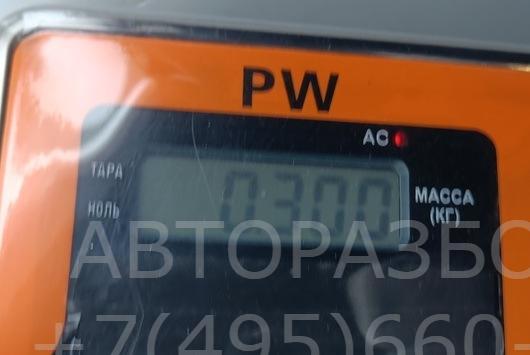 PW
AC
ТАРА
0.300
МАССА
НОЛЬ
(КГ)
АВТОРАЗБО
+7(495)660-